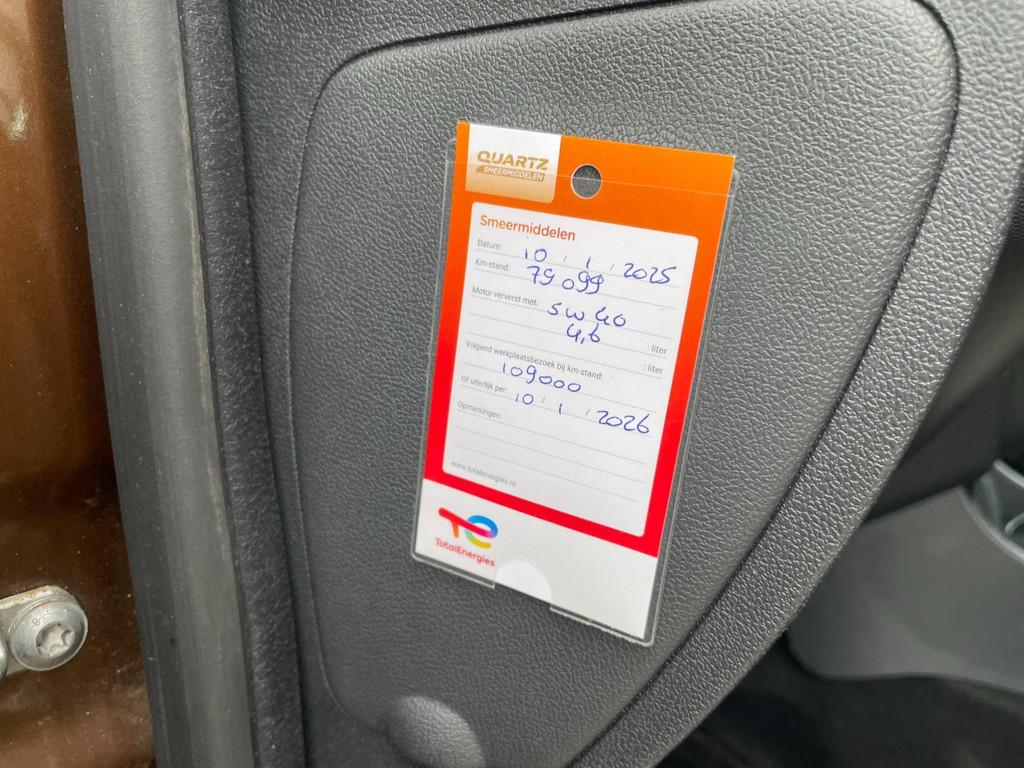 QUARTZ
SMEERMIDDELEN
Smeermiddelen
Datum: 10 / 1 / 2025
Km-stand: 79099
Motor ververst met: 5w40 : liter
4,6 : liter
Volgend werkplaatsbezoek bij km-stand:
109000
Of uiterlijk per: 10 / 1 / 2026
Opmerkingen:
www.totalenergies.nl
TotalEnergies